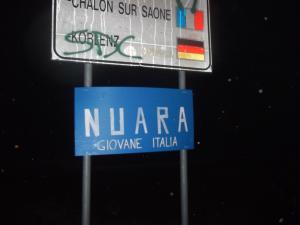 -CHALON SUR SAONE
-KOBLENZ
NUARA
GIOVANE ITALIA